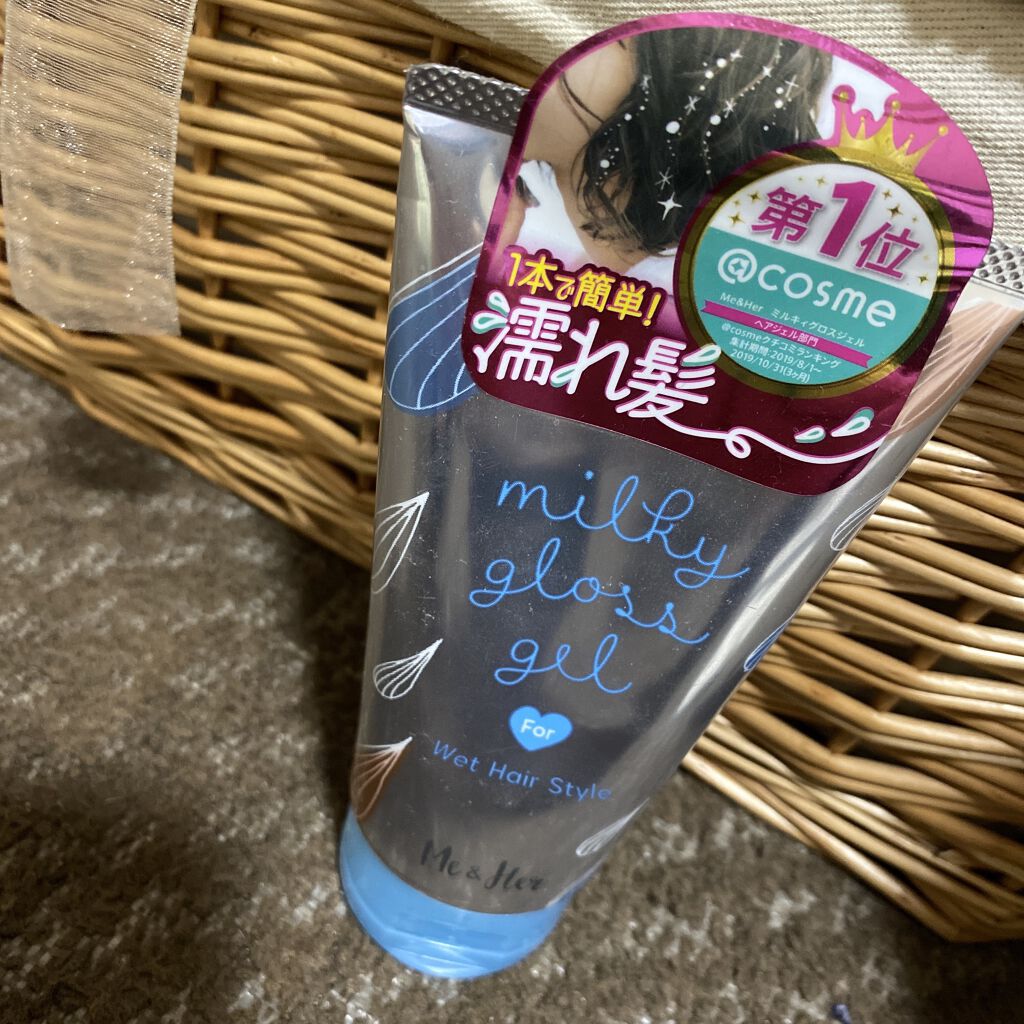 第1位
@cosme
Me&Her ミルキィグロスジェル
ヘアジェル部門
@cosmeクチコミランキング
集計期間:2019/8/1〜
2019/10/31(3ヶ月)
1本で簡単!
濡れ髪
milky
gloss
gel
For
Wet Hair Style
Me & Her